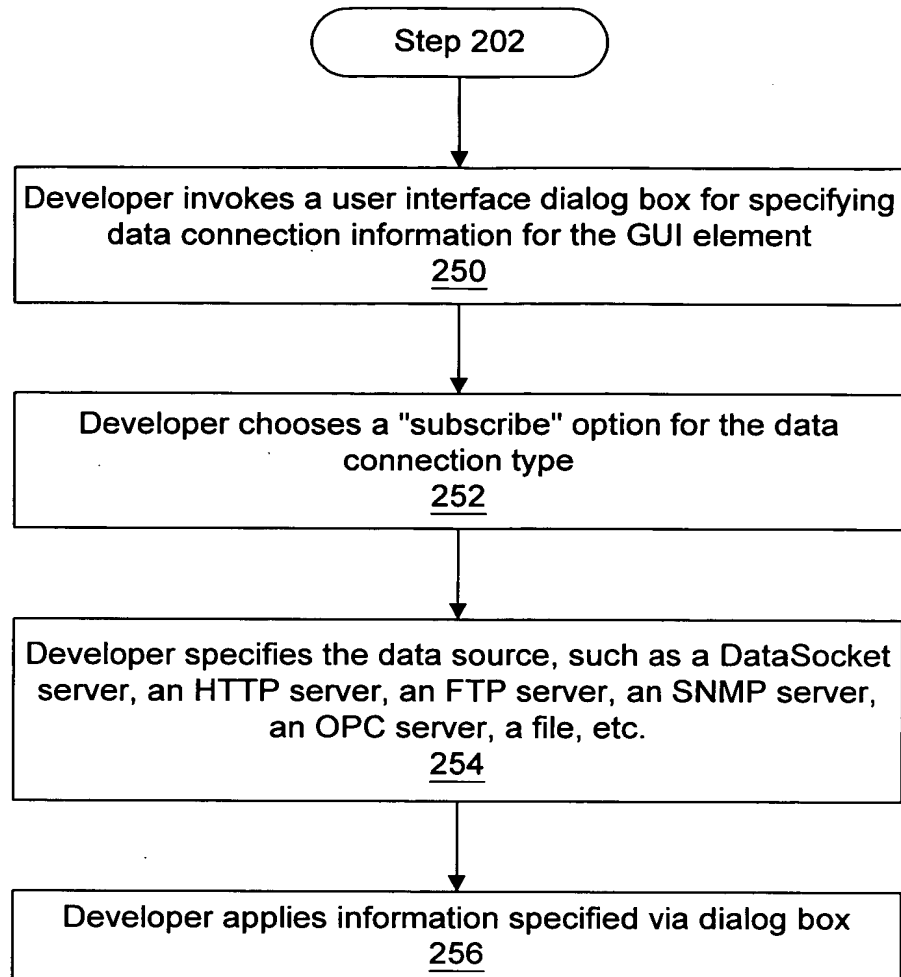 Step 202
Developer invokes a user interface dialog box for specifying
data connection information for the GUI element
250
Developer chooses a "subscribe" option for the data
connection type
252
Developer specifies the data source, such as a DataSocket
server, an HTTP server, an FTP server, an SNMP server,
an OPC server, a file, etc.
254
Developer applies information specified via dialog box
256